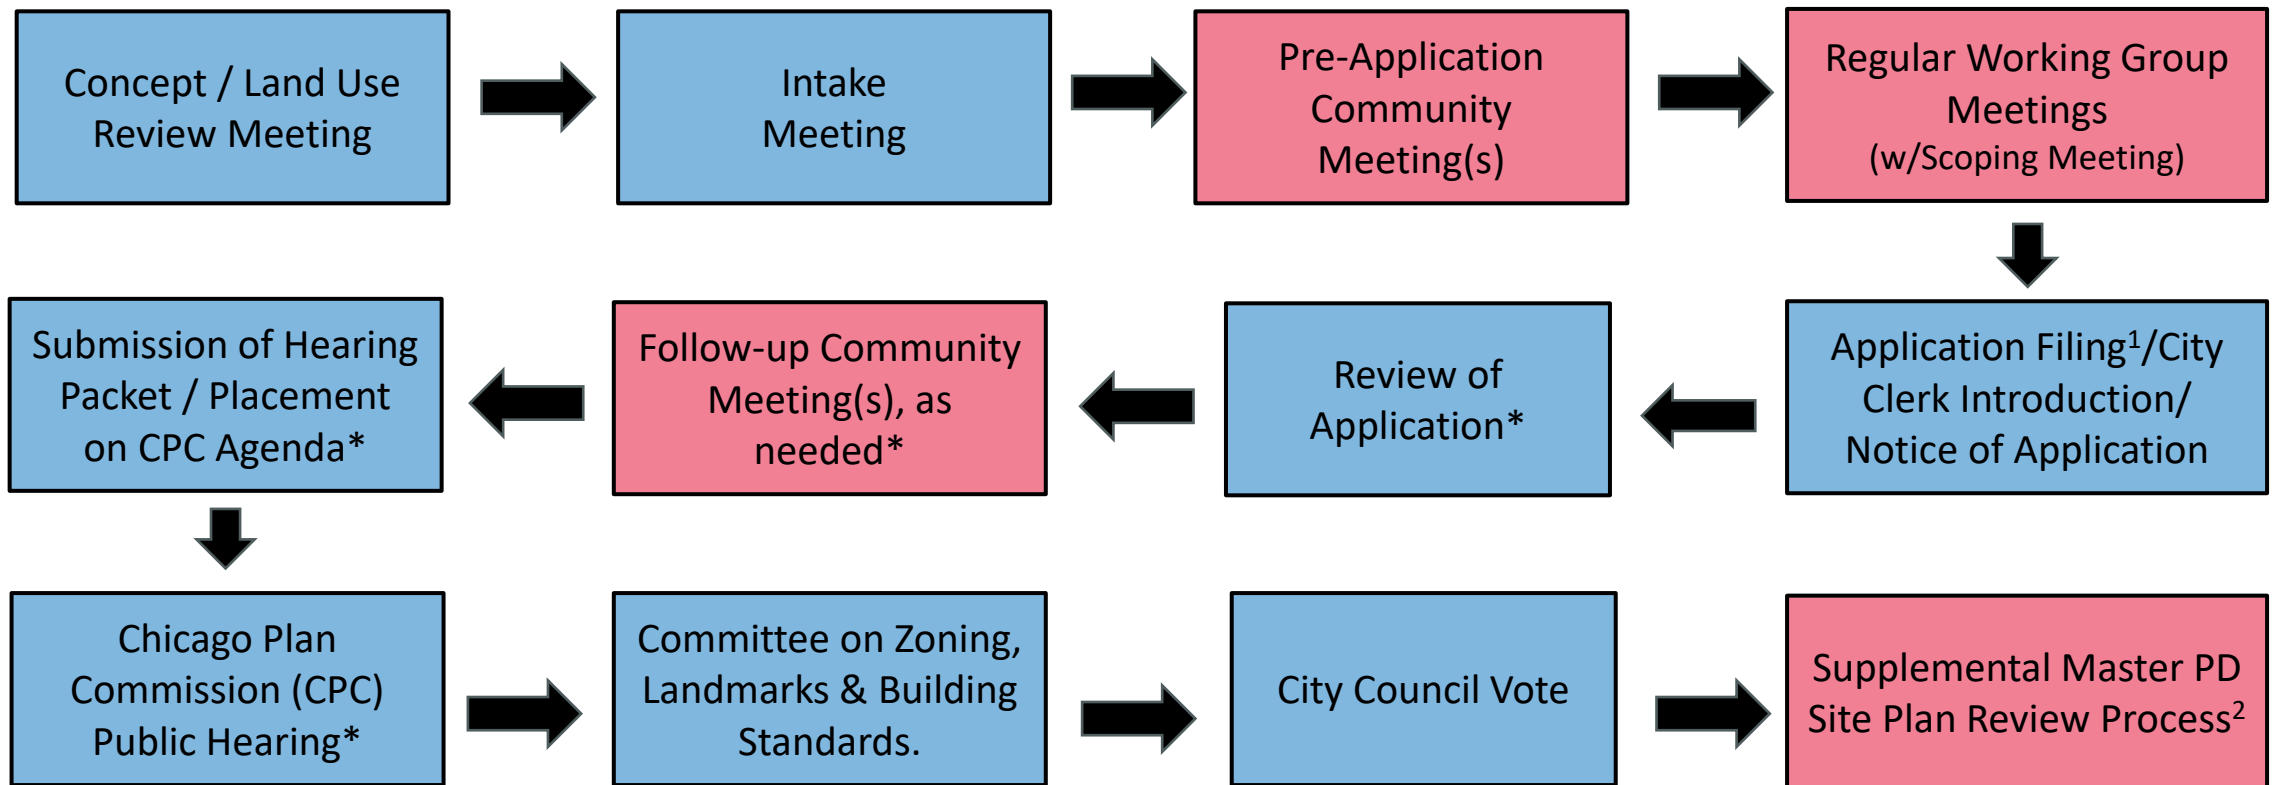 Concept / Land Use
Review Meeting
Intake
Meeting
Pre-Application
Community
Meeting(s)
Regular Working Group
Meetings
(w/Scoping Meeting)
Application Filing¹/City
Clerk Introduction/
Notice of Application
Review of
Application*
Follow-up Community
Meeting(s), as
needed*
Submission of Hearing
Packet / Placement
on CPC Agenda*
Chicago Plan
Commission (CPC)
Public Hearing*
Committee on Zoning,
Landmarks & Building
Standards.
City Council Vote
Supplemental Master PD
Site Plan Review Process²